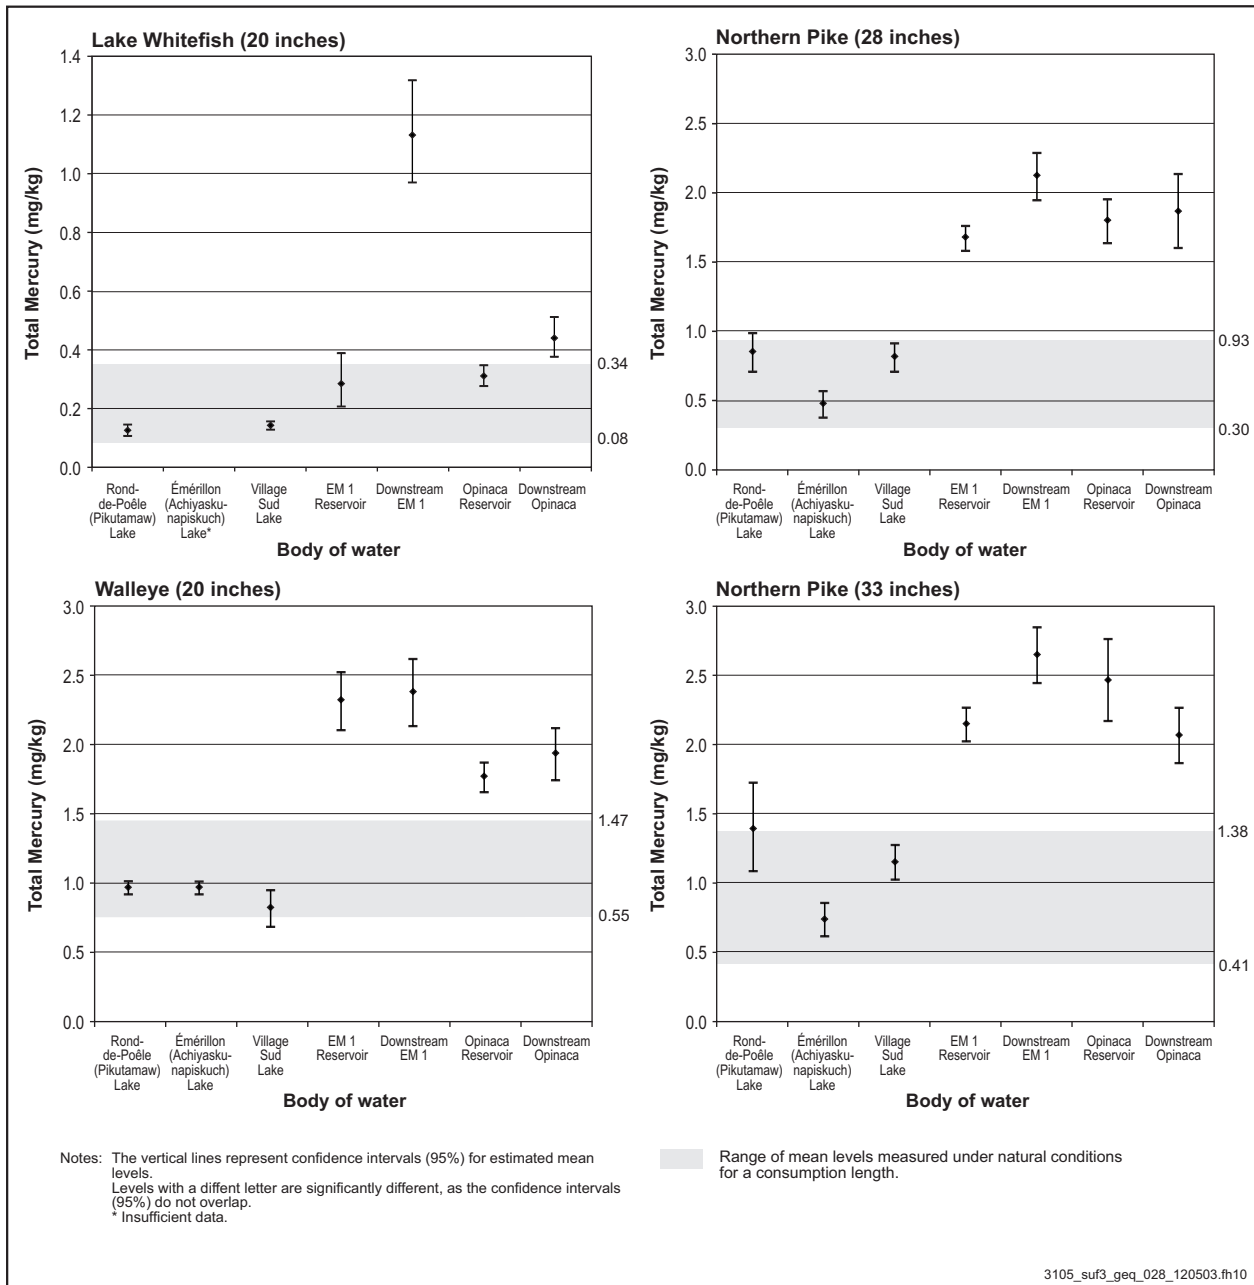 Lake Whitefish (20 inches)
Total Mercury (mg/kg)
1.4
1.2
1.0
0.8
0.6
0.4
0.2
0.0
0.34
0.08
Rond-
de-Poêle
(Pikutamaw)
Lake
Émérillon
(Achiyasku-
napiskuch)
Lake*
Village
Sud
Lake
EM 1
Reservoir
Downstream
EM 1
Opinaca
Reservoir
Downstream
Opinaca
Body of water
Northern Pike (28 inches)
Total Mercury (mg/kg)
3.0
2.5
2.0
1.5
1.0
0.5
0.0
0.93
0.30
Rond-
de-Poêle
(Pikutamaw)
Lake
Émérillon
(Achiyasku-
napiskuch)
Lake
Village
Sud
Lake
EM 1
Reservoir
Downstream
EM 1
Opinaca
Reservoir
Downstream
Opinaca
Body of water
Walleye (20 inches)
Total Mercury (mg/kg)
3.0
2.5
2.0
1.5
1.0
0.5
0.0
1.47
0.55
Rond-
de-Poêle
(Pikutamaw)
Lake
Émérillon
(Achiyasku-
napiskuch)
Lake
Village
Sud
Lake
EM 1
Reservoir
Downstream
EM 1
Opinaca
Reservoir
Downstream
Opinaca
Body of water
Northern Pike (33 inches)
Total Mercury (mg/kg)
3.0
2.5
2.0
1.5
1.0
0.5
0.0
1.38
0.41
Rond-
de-Poêle
(Pikutamaw)
Lake
Émérillon
(Achiyasku-
napiskuch)
Lake
Village
Sud
Lake
EM 1
Reservoir
Downstream
EM 1
Opinaca
Reservoir
Downstream
Opinaca
Body of water
Notes: The vertical lines represent confidence intervals (95%) for estimated mean
levels.
Levels with a diffent letter are significantly different, as the confidence intervals
(95%) do not overlap.
* Insufficient data.
Range of mean levels measured under natural conditions
for a consumption length.
3105_suf3_geq_028_120503.fh10